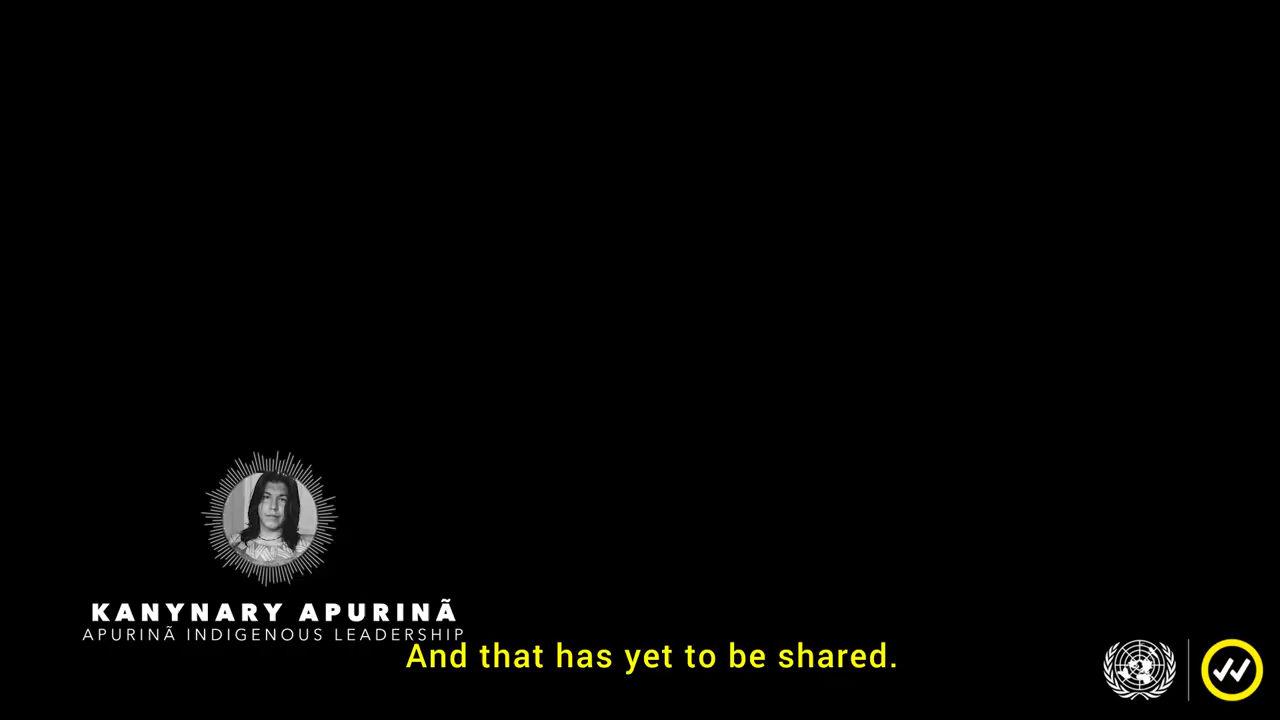 KANYNARY APURINÃ
APURINÃ INDIGENOUS LEADERSHIP
And that has yet to be shared.